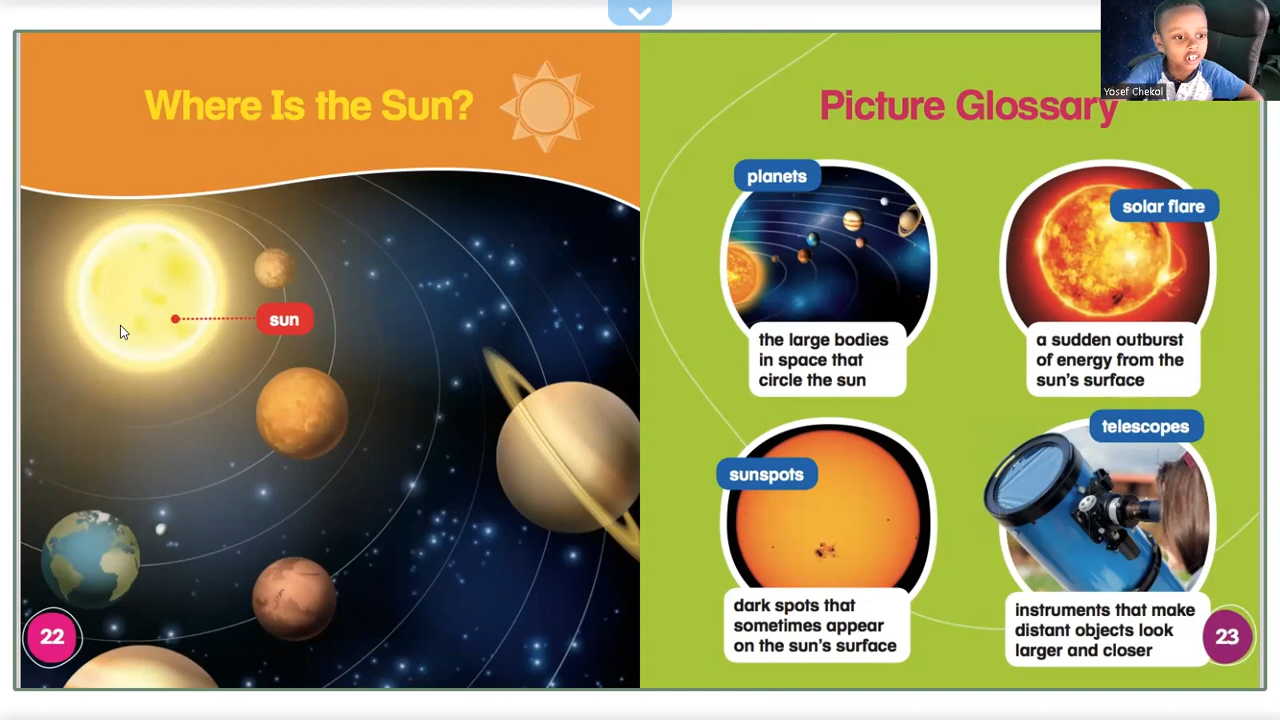 Where Is the Sun?
sun
22
Picture Glossary
planets
the large bodies
in space that
circle the sun
solar flare
a sudden outburst
of energy from the
sun's surface
sunspots
dark spots that
sometimes appear
on the sun's surface
telescopes
instruments that make
distant objects look
larger and closer
23
Yosef Chekol